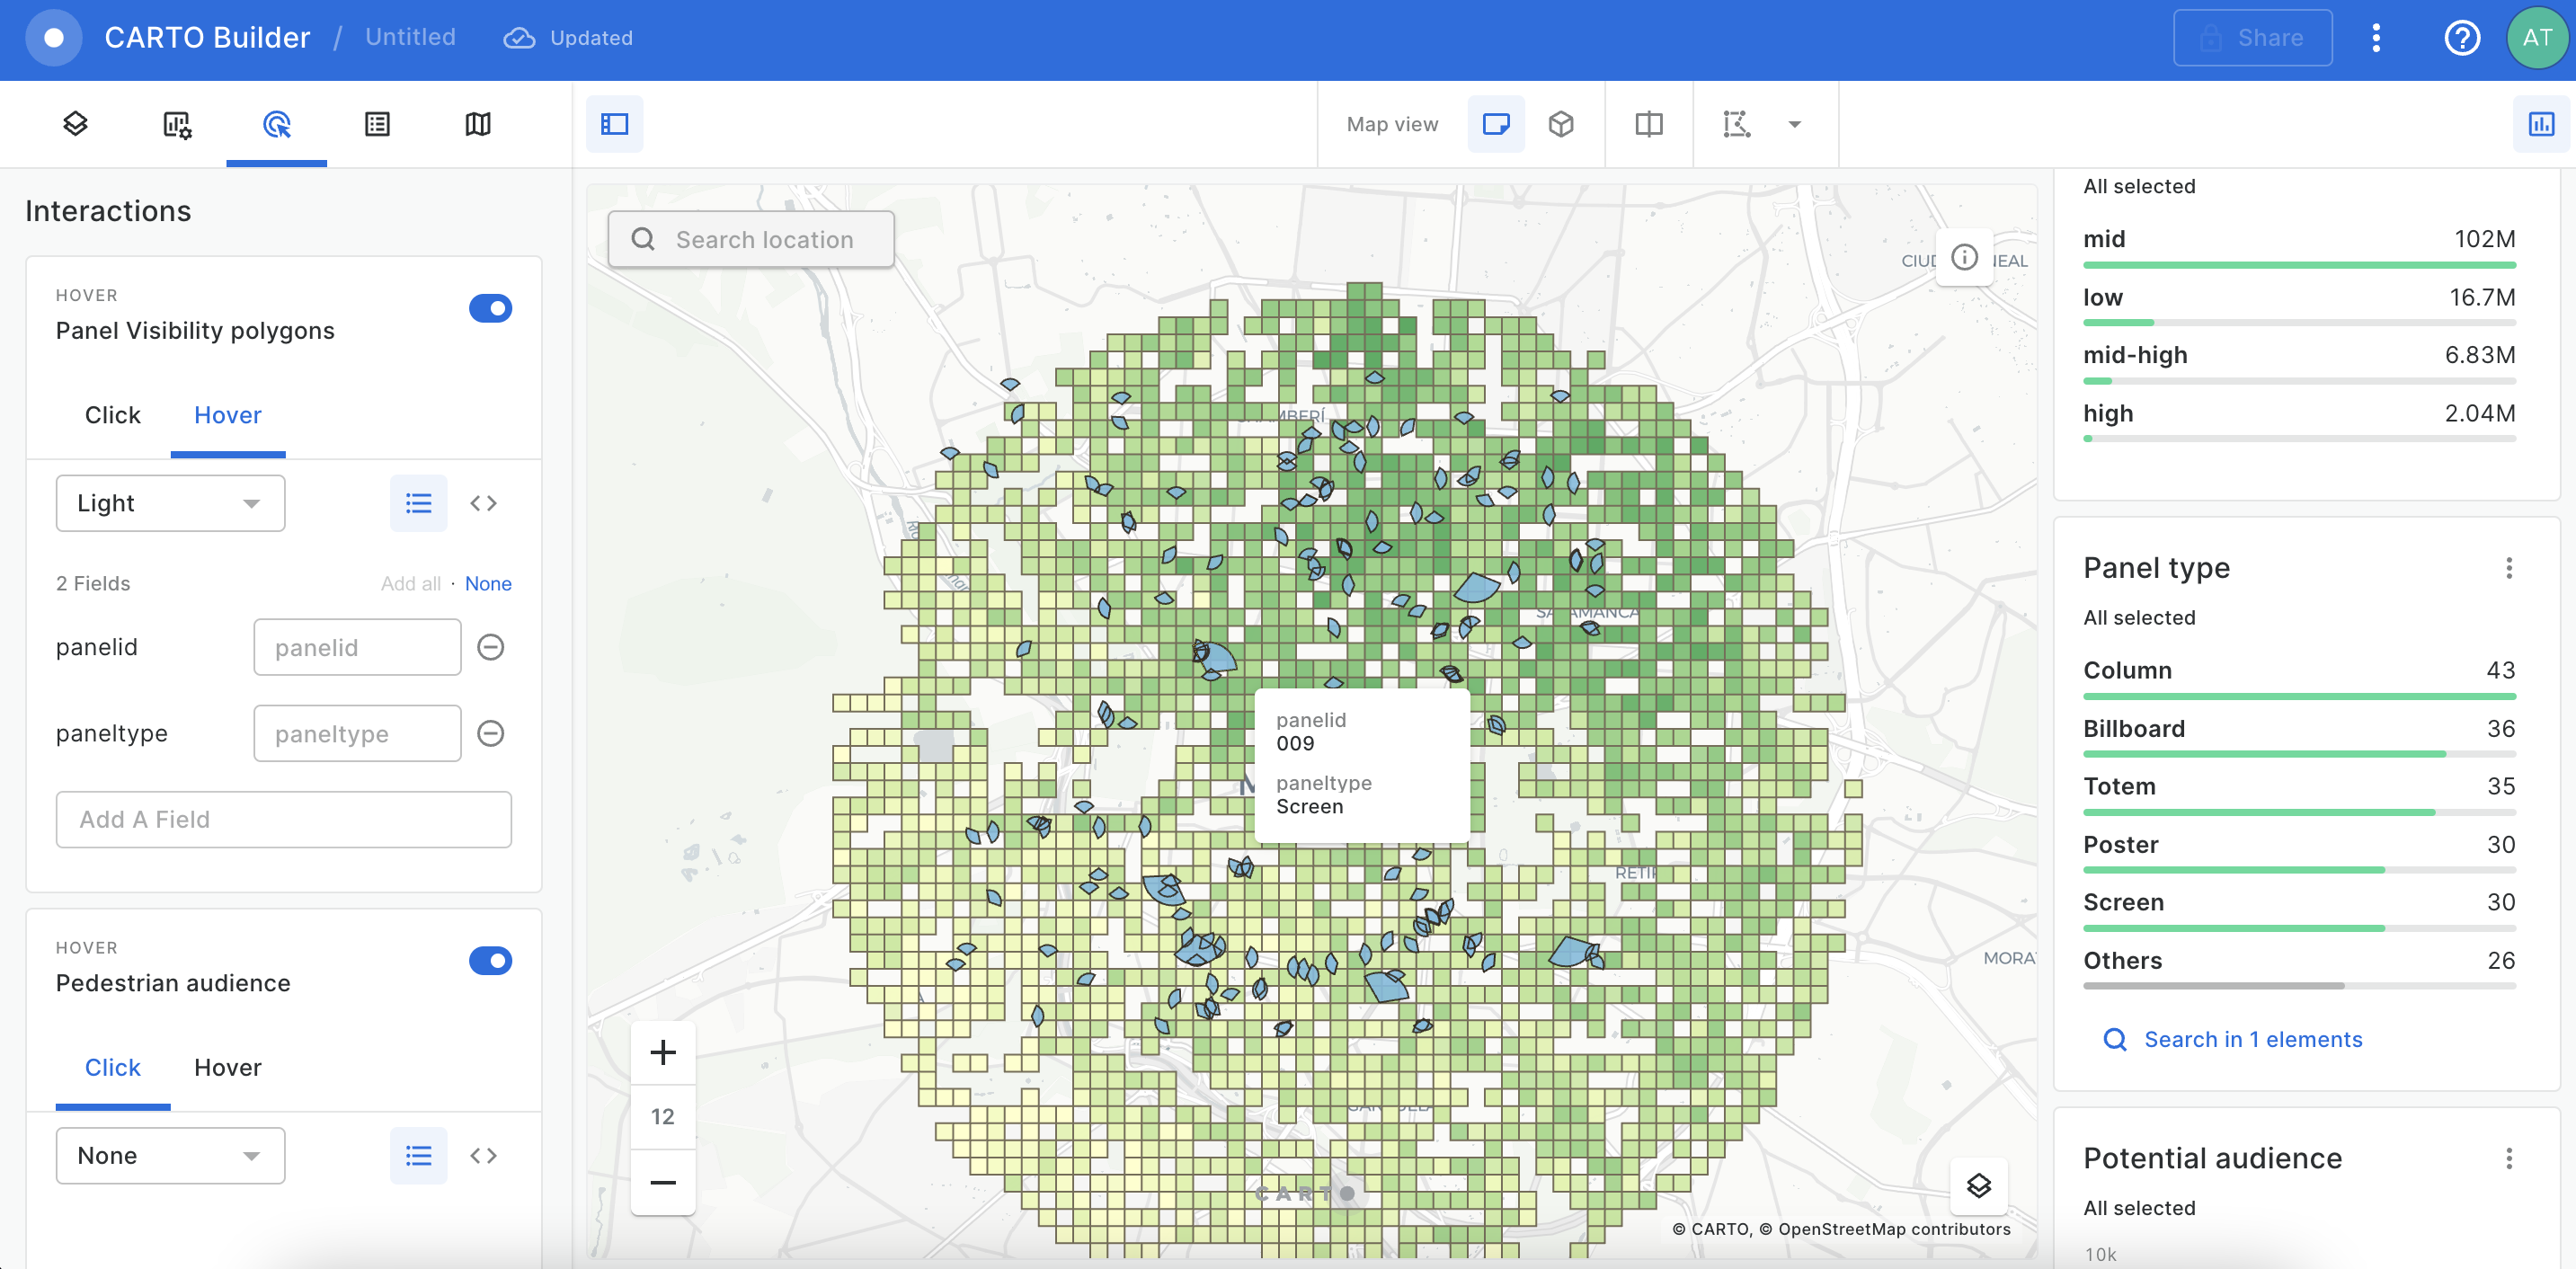 CARTO Builder / Untitled Updated
Share
AT
Map view
Interactions
HOVER
Panel Visibility polygons
Click Hover
Light
2 Fields Add all · None
panelid panelid
paneltype paneltype
Add A Field
HOVER
Pedestrian audience
Click Hover
None
Search location
SALAMANCA
panelid
009
paneltype
Screen
12
CARTO
© CARTO, © OpenStreetMap contributors
All selected
mid 102M
low 16.7M
mid-high 6.83M
high 2.04M
Panel type
All selected
Column 43
Billboard 36
Totem 35
Poster 30
Screen 30
Others 26
Search in 1 elements
Potential audience
All selected
10k